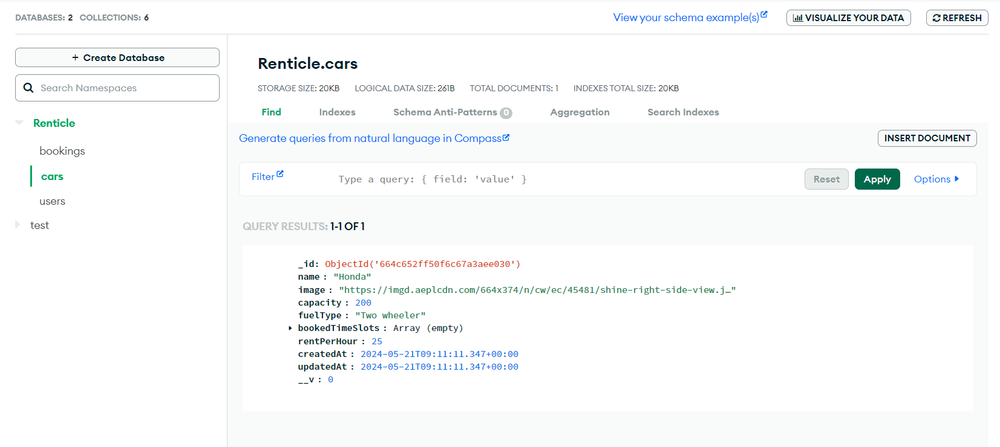 DATABASES: 2 COLLECTIONS: 6
View your schema example(s)
VISUALIZE YOUR DATA
REFRESH
+ Create Database
Search Namespaces
Renticle
bookings
cars
users
test
Renticle.cars
STORAGE SIZE: 20KB LOGICAL DATA SIZE: 261B TOTAL DOCUMENTS: 1 INDEXES TOTAL SIZE: 20KB
Find Indexes Schema Anti-Patterns 0 Aggregation Search Indexes
Generate queries from natural language in Compass
INSERT DOCUMENT
Filter Type a query: { field: 'value' } Reset Apply Options
QUERY RESULTS: 1-1 OF 1
_id: ObjectId('664c652ff50f6c67a3aee030')
name : "Honda"
image : "https://imgd.aeplcdn.com/664x374/n/cw/ec/45481/shine-right-side-view.j…"
capacity : 200
fuelType : "Two wheeler"
bookedTimeSlots : Array (empty)
rentPerHour : 25
createdAt : 2024-05-21T09:11:11.347+00:00
updatedAt : 2024-05-21T09:11:11.347+00:00
__v : 0